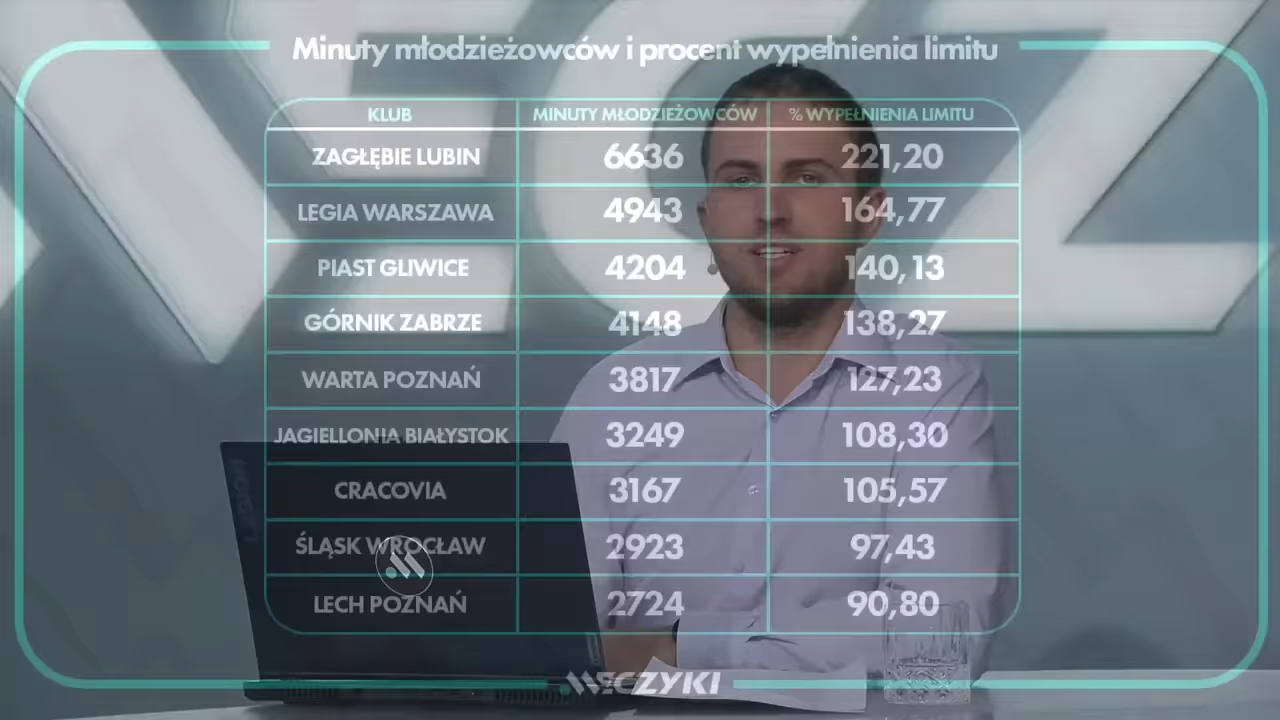 Minuty młodzieżowców i procent wypełnienia limitu
KLUB MINUTY MŁODZIEŻOWCÓW % WYPEŁNIENIA LIMITU
ZAGŁĘBIE LUBIN 6636 221,20
LEGIA WARSZAWA 4943 164,77
PIAST GLIWICE 4204 140,13
GÓRNIK ZABRZE 4148 138,27
WARTA POZNAŃ 3817 127,23
JAGIELLONIA BIAŁYSTOK 3249 108,30
CRACOVIA 3167 105,57
ŚLĄSK WROCŁAW 2923 97,43
LECH POZNAŃ 2724 90,80
LEGION
MECZYKI